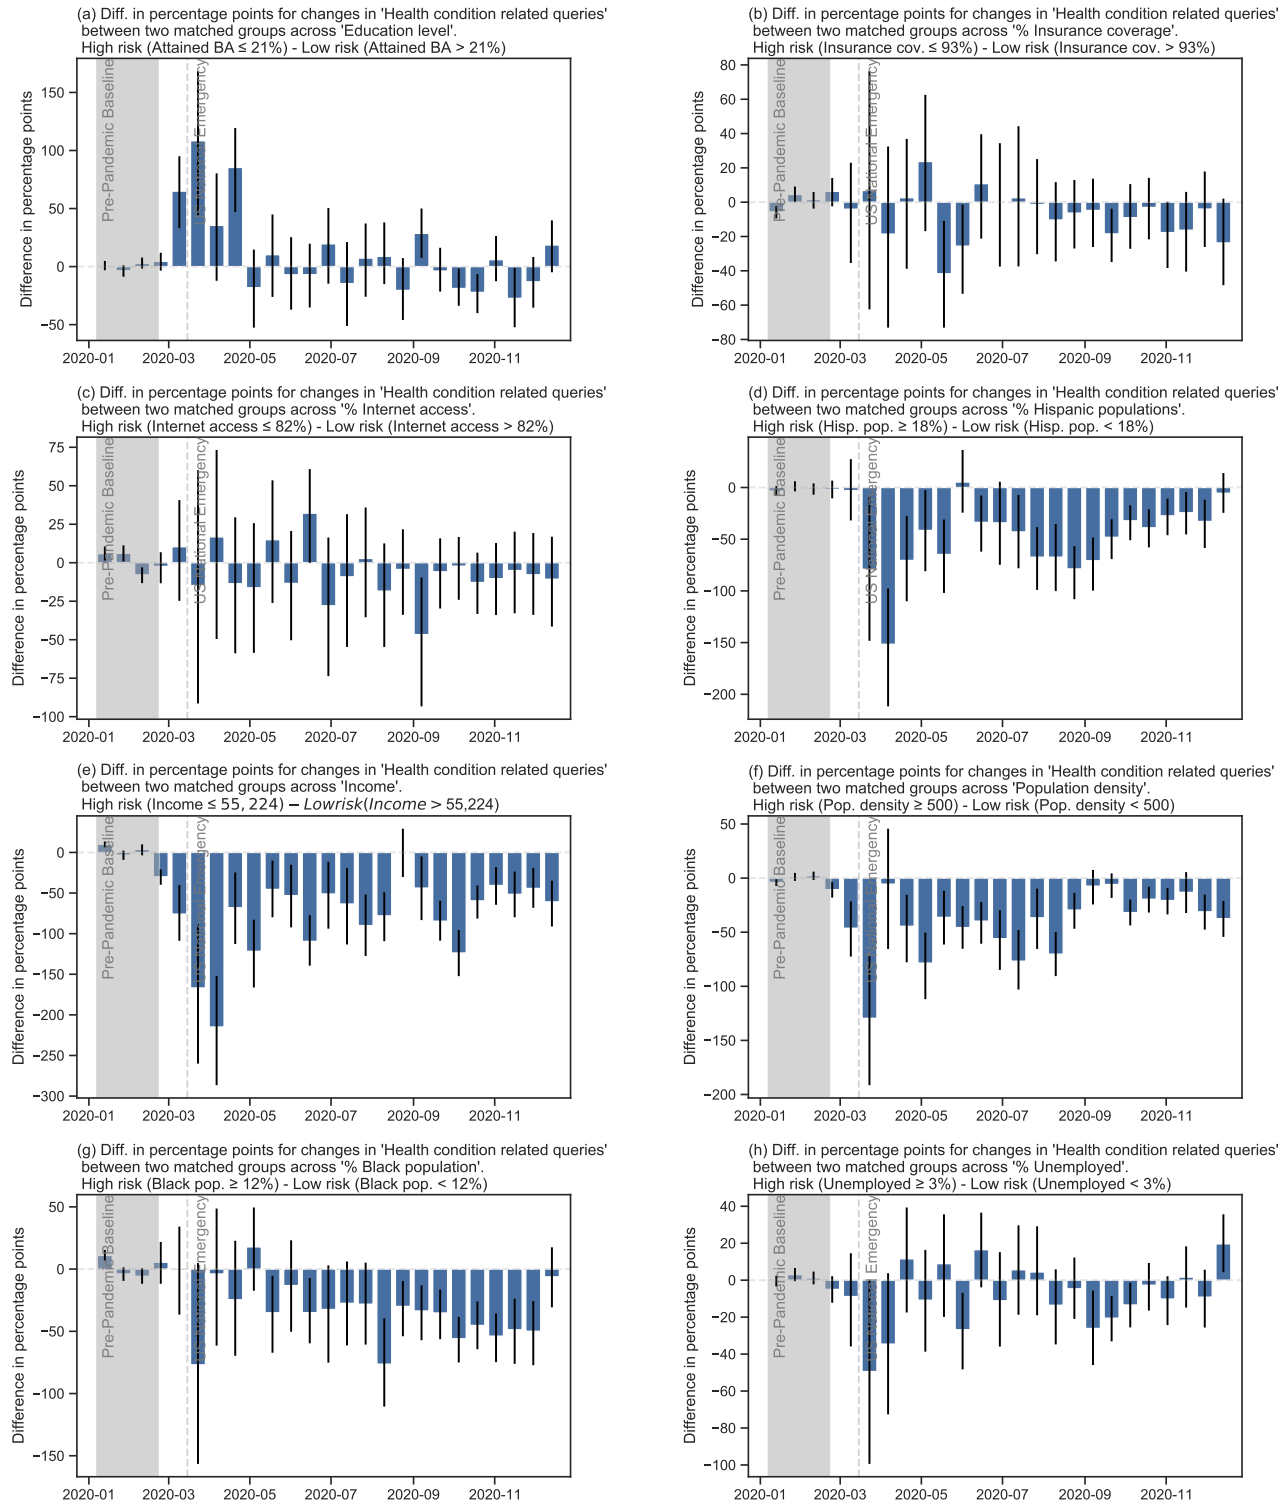 (a) Diff. in percentage points for changes in 'Health condition related queries'
between two matched groups across 'Education level'.
High risk (Attained BA ≤ 21%) - Low risk (Attained BA > 21%)
Difference in percentage points
150
100
50
0
−50
Pre-Pandemic Baseline
US National Emergency
2020-01 2020-03 2020-05 2020-07 2020-09 2020-11
(b) Diff. in percentage points for changes in 'Health condition related queries'
between two matched groups across '% Insurance coverage'.
High risk (Insurance cov. ≤ 93%) - Low risk (Insurance cov. > 93%)
Difference in percentage points
80
60
40
20
0
−20
−40
−60
−80
Pre-Pandemic Baseline
US National Emergency
2020-01 2020-03 2020-05 2020-07 2020-09 2020-11
(c) Diff. in percentage points for changes in 'Health condition related queries'
between two matched groups across '% Internet access'.
High risk (Internet access ≤ 82%) - Low risk (Internet access > 82%)
Difference in percentage points
75
50
25
0
−25
−50
−75
−100
Pre-Pandemic Baseline
US National Emergency
2020-01 2020-03 2020-05 2020-07 2020-09 2020-11
(d) Diff. in percentage points for changes in 'Health condition related queries'
between two matched groups across '% Hispanic populations'.
High risk (Hisp. pop. ≥ 18%) - Low risk (Hisp. pop. < 18%)
Difference in percentage points
0
−50
−100
−150
−200
Pre-Pandemic Baseline
US National Emergency
2020-01 2020-03 2020-05 2020-07 2020-09 2020-11
(e) Diff. in percentage points for changes in 'Health condition related queries'
between two matched groups across 'Income'.
High risk (Income ≤ 55, 224) − Lowrisk(Income > 55,224)
Difference in percentage points
0
−50
−100
−150
−200
−250
−300
Pre-Pandemic Baseline
US National Emergency
2020-01 2020-03 2020-05 2020-07 2020-09 2020-11
(f) Diff. in percentage points for changes in 'Health condition related queries'
between two matched groups across 'Population density'.
High risk (Pop. density ≥ 500) - Low risk (Pop. density < 500)
Difference in percentage points
50
0
−50
−100
−150
−200
Pre-Pandemic Baseline
US National Emergency
2020-01 2020-03 2020-05 2020-07 2020-09 2020-11
(g) Diff. in percentage points for changes in 'Health condition related queries'
between two matched groups across '% Black population'.
High risk (Black pop. ≥ 12%) - Low risk (Black pop. < 12%)
Difference in percentage points
50
0
−50
−100
−150
Pre-Pandemic Baseline
US National Emergency
2020-01 2020-03 2020-05 2020-07 2020-09 2020-11
(h) Diff. in percentage points for changes in 'Health condition related queries'
between two matched groups across '% Unemployed'.
High risk (Unemployed ≥ 3%) - Low risk (Unemployed < 3%)
Difference in percentage points
40
20
0
−20
−40
−60
−80
−100
Pre-Pandemic Baseline
US National Emergency
2020-01 2020-03 2020-05 2020-07 2020-09 2020-11